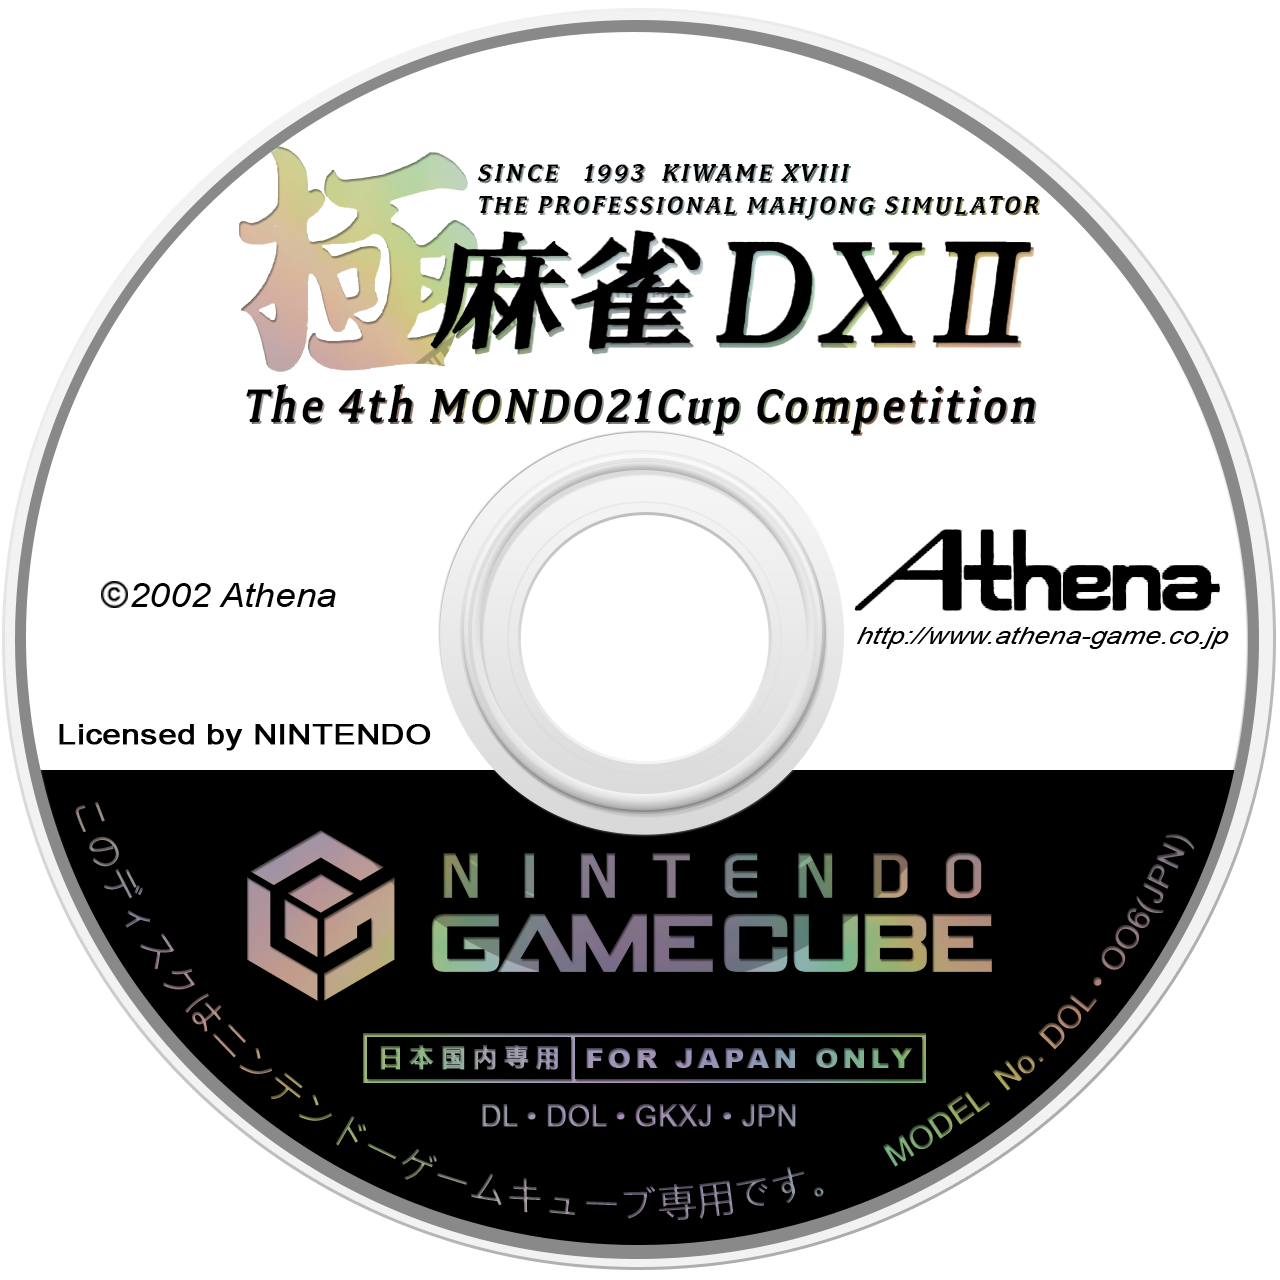 SINCE 1993 KIWAME XVIII
THE PROFESSIONAL MAHJONG SIMULATOR
極麻雀DXⅡ
The 4th MONDO21Cup Competition
©2002 Athena
Athena
http://www.athena-game.co.jp
Licensed by NINTENDO
NINTENDO
GAMECUBE
日本国内専用 FOR JAPAN ONLY
DL・DOL・GKXJ・JPN
このディスクはニンテンドーゲームキューブ専用です。
MODEL No. DOL・OO6(JPN)